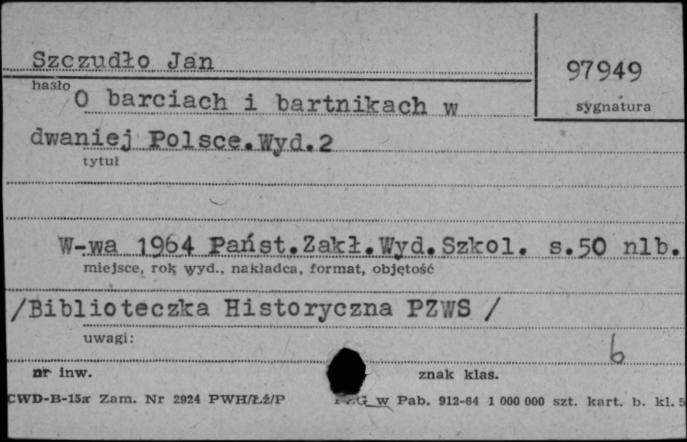 Szczudło Jan
97949
hasło
sygnatura
O barciach i bartnikach w
dwaniej Polsce.Wyd.2
tytuł
W-wa 1964 Państ.Zakł.Wyd.Szkol. s.50 nlb.
miejsce, rok wyd., nakładca, format, objętość
/Biblioteczka Historyczna PZWS /
uwagi:
6
nr inw.
znak klas.
CWD-B-15a Zam. Nr 2924 PWH/Łź/P
w Pab. 912-64 1 000 000 szt. kart. b. kl. 5